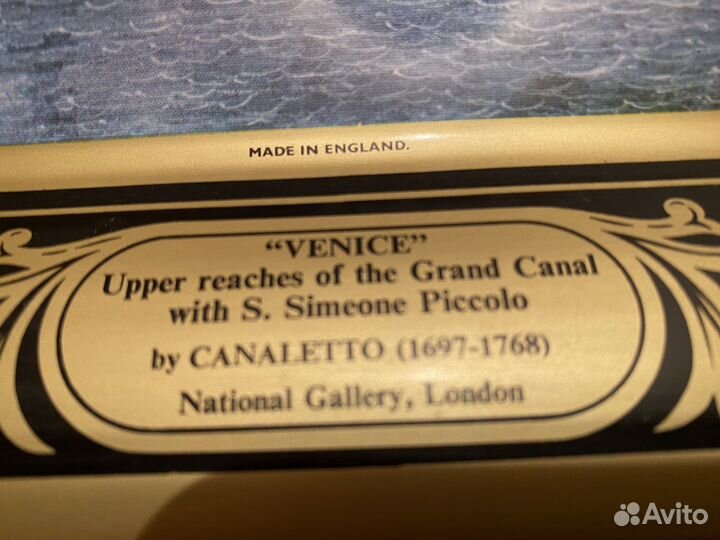 MADE IN ENGLAND.
"VENICE"
Upper reaches of the Grand Canal
with S. Simeone Piccolo
by CANALETTO (1697-1768)
National Gallery, London
Avito